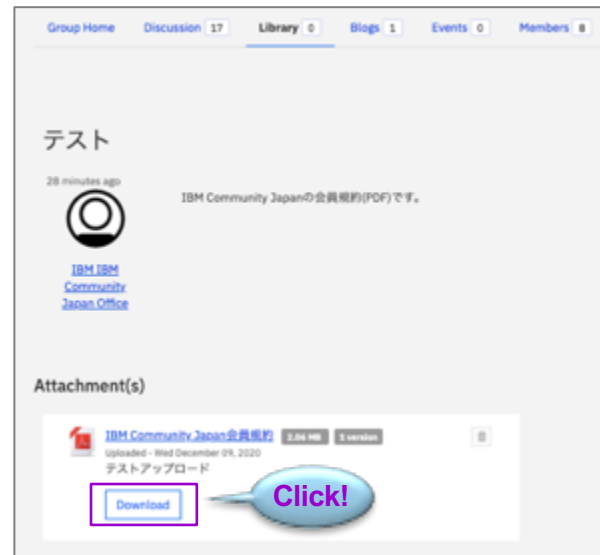 Group Home Discussion 17 Library 0 Blogs 1 Events 0 Members 8
テスト
28 minutes ago
IBM Community Japanの会員規約(PDF)です。
IBM IBM
Community
Japan Office
Attachment(s)
IBM Community Japan会員規約 2.06 MB 1 version
Uploaded - Wed December 09, 2020
テストアップロード
Download
Click!